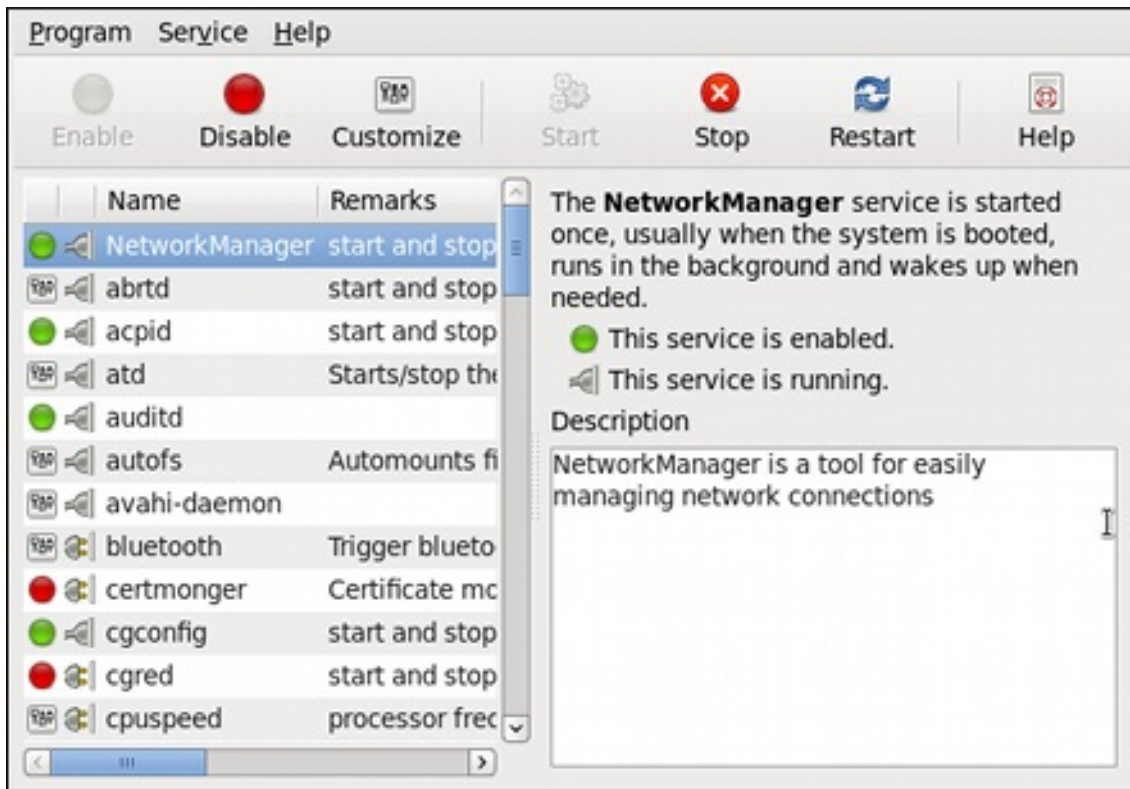 Program Service Help
Enable Disable Customize Start Stop Restart Help
Name Remarks
NetworkManager start and stop
abrtd start and stop
acpid start and stop
atd Starts/stop the
auditd
autofs Automounts fi
avahi-daemon
bluetooth Trigger blueto
certmonger Certificate mo
cgconfig start and stop
cgred start and stop
cpuspeed processor freq
The NetworkManager service is started
once, usually when the system is booted,
runs in the background and wakes up when
needed.
This service is enabled.
This service is running.
Description
NetworkManager is a tool for easily
managing network connections